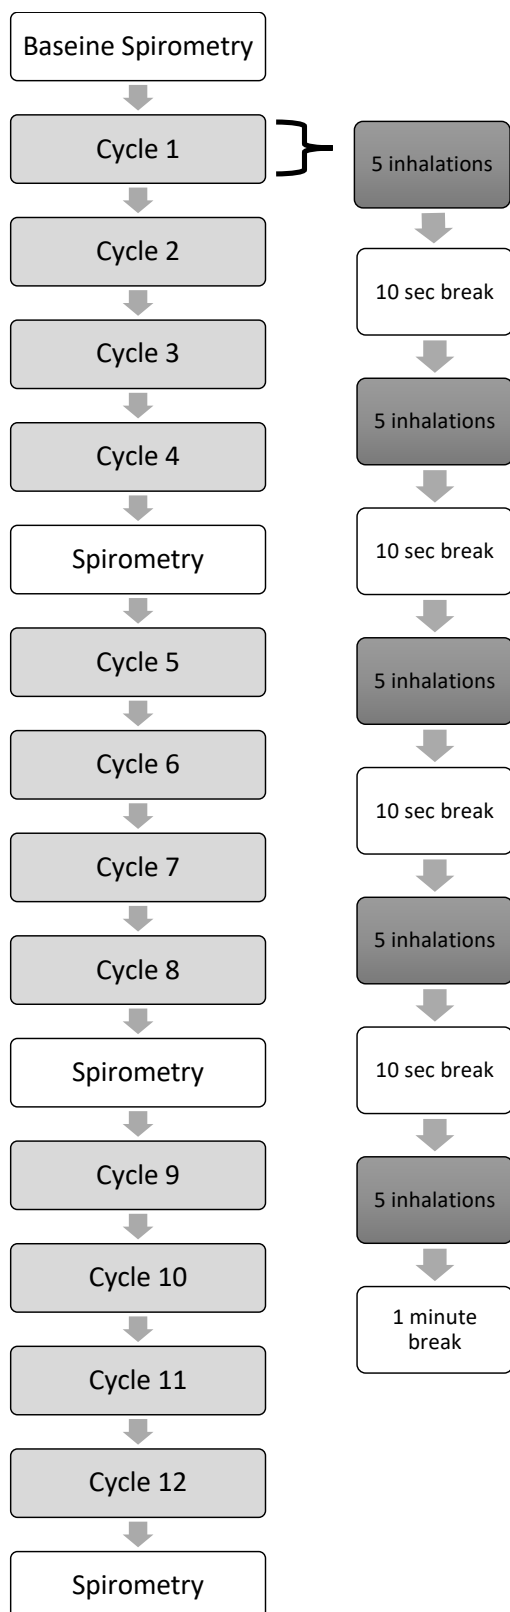 Baseine Spirometry
Cycle 1
Cycle 2
Cycle 3
Cycle 4
Spirometry
Cycle 5
Cycle 6
Cycle 7
Cycle 8
Spirometry
Cycle 9
Cycle 10
Cycle 11
Cycle 12
Spirometry
5 inhalations
10 sec break
5 inhalations
10 sec break
5 inhalations
10 sec break
5 inhalations
10 sec break
5 inhalations
1 minute
break